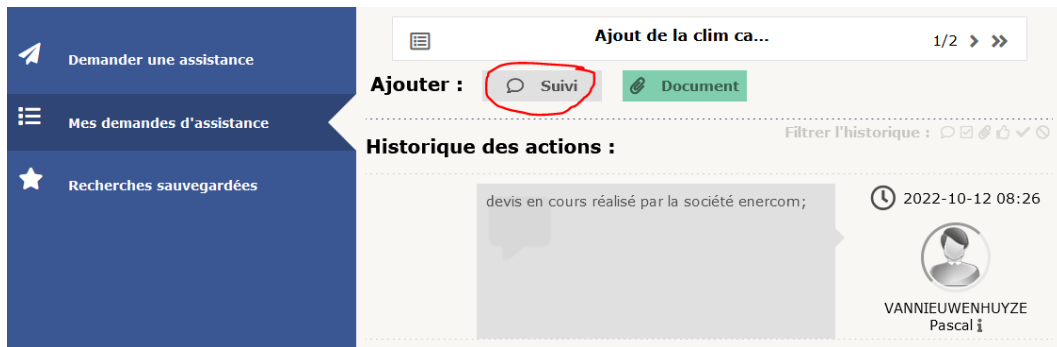 Demander une assistance
Mes demandes d'assistance
Recherches sauvegardées
Ajout de la clim ca...
1/2
Ajouter :
Suivi
Document
Filtrer l'historique :
Historique des actions :
devis en cours réalisé par la société enercom;
2022-10-12 08:26
VANNIEUWENHUYZE
Pascal